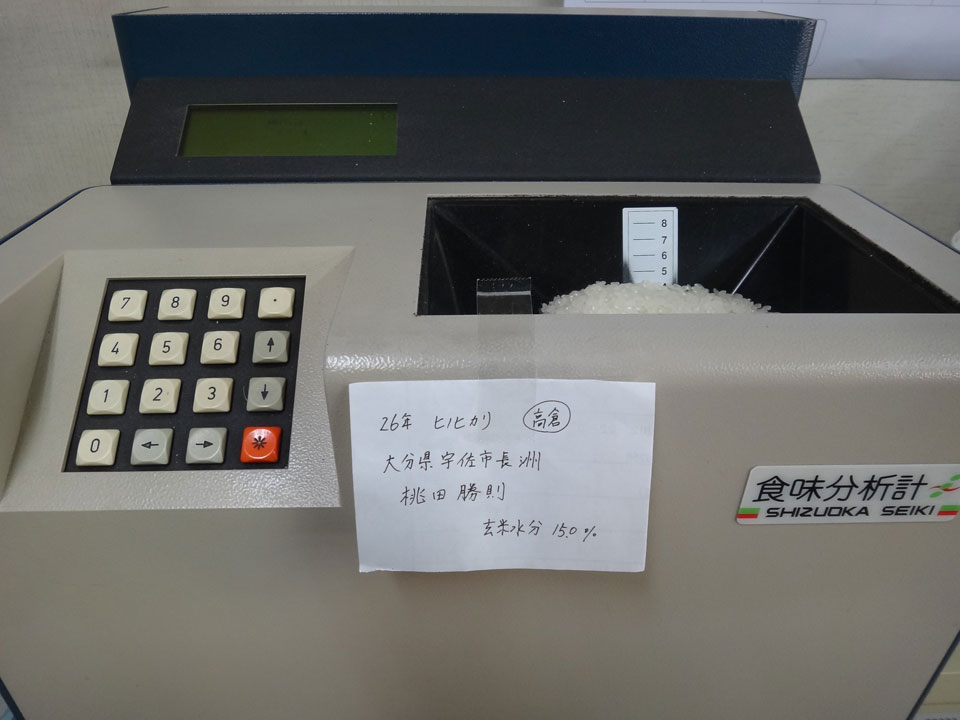 8
7
6
5
7 8 9 .
4 5 6 ↑
1 2 3 ↓
0 ← → *
26年 ヒノヒカリ 高倉
大分県宇佐市長洲
桃田勝則
玄米水分 15.0%
食味分析計
SHIZUOKA SEIKI